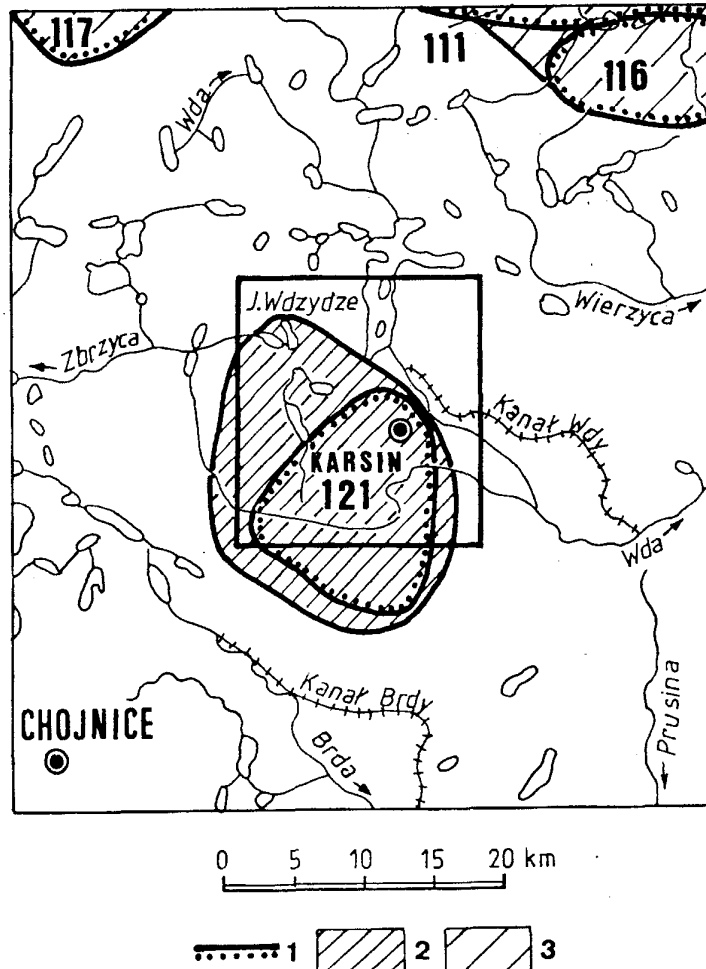 117
111
116
Wda
J. Wdzydze
Wierzyca
Zbrzyca
Kanał Wdy
KARSIN
121
Wda
Kanał Brdy
Prusina
CHOJNICE
Brda
0 5 10 15 20 km
1 2 3